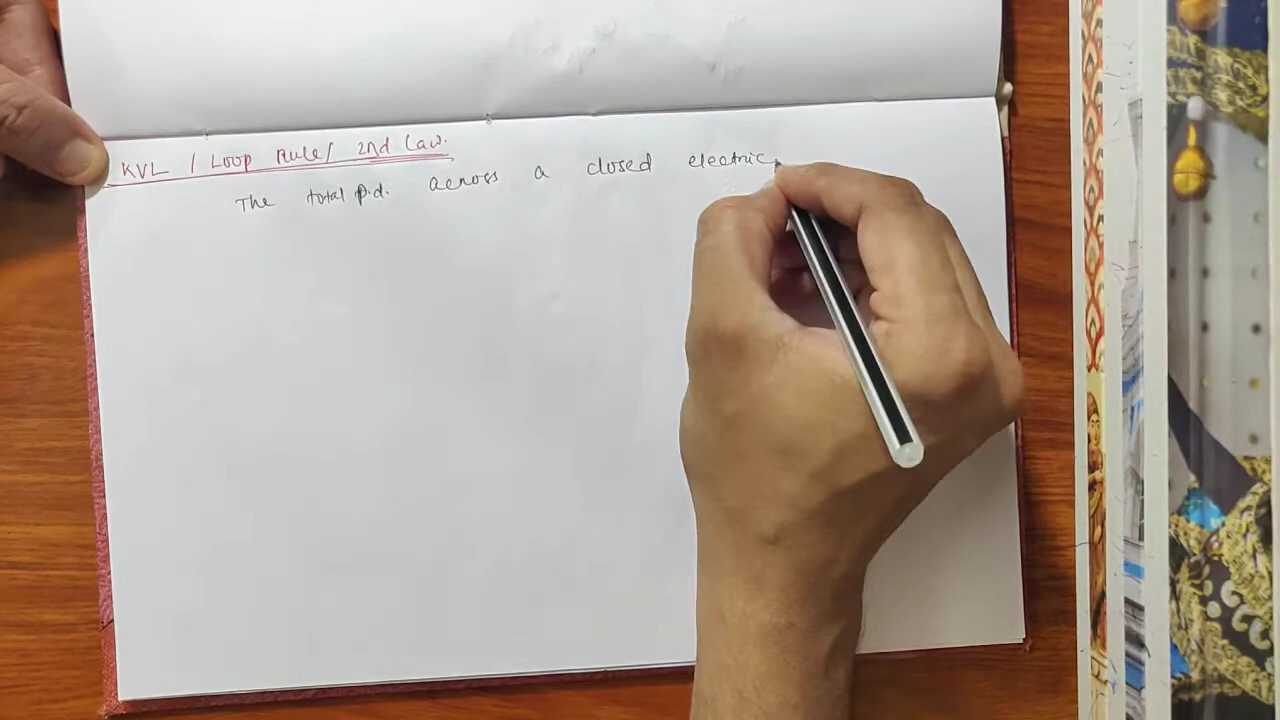 KVL / Loop Rule/ 2nd Law.
The total p.d. across a closed electric